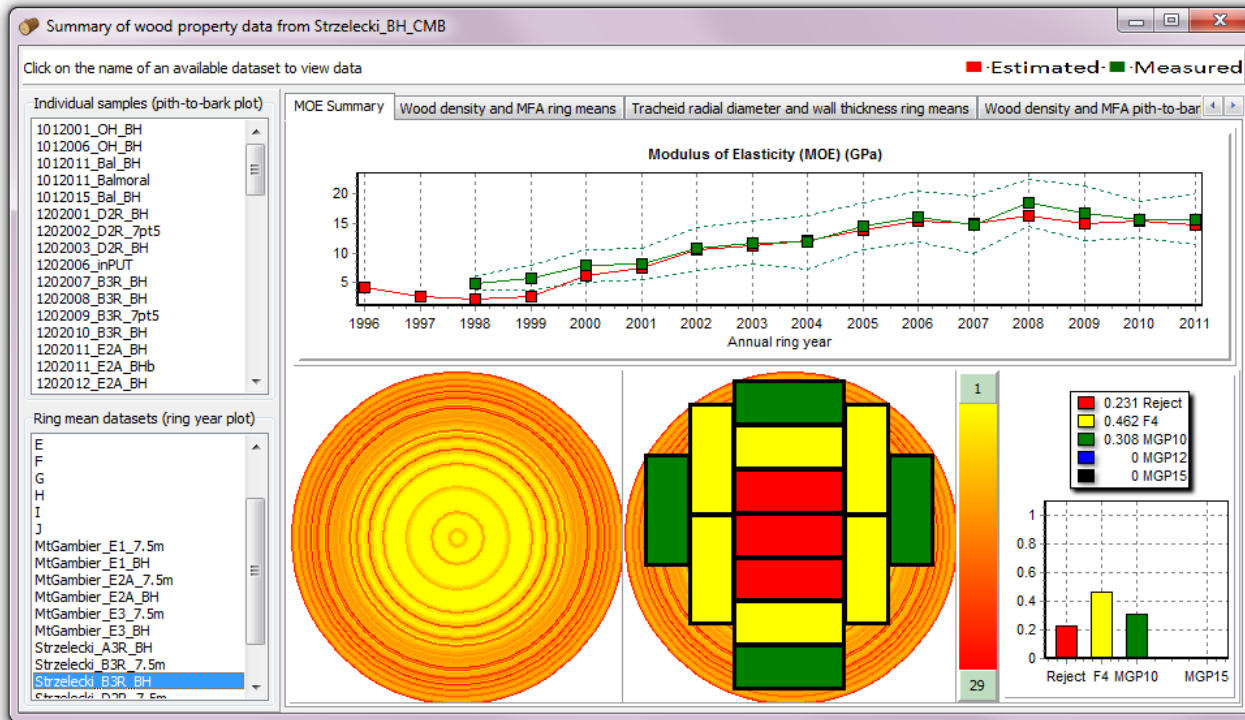 Summary of wood property data from Strzelecki_BH_CMB
Click on the name of an available dataset to view data
·Estimated·
Measured
Individual samples (pith-to-bark plot)
1012001_OH_BH
1012006_OH_BH
1012011_Bal_BH
1012011_Balmoral
1012015_Bal_BH
1202001_D2R_BH
1202002_D2R_7pt5
1202003_D2R_BH
1202006_inPUT
1202007_B3R_BH
1202008_B3R_BH
1202009_B3R_7pt5
1202010_B3R_BH
1202011_E2A_BH
1202011_E2A_BHb
1202012_E2A_BH
Ring mean datasets (ring year plot)
E
F
G
H
I
J
MtGambier_E1_7.5m
MtGambier_E1_BH
MtGambier_E2A_7.5m
MtGambier_E2A_BH
MtGambier_E3_7.5m
MtGambier_E3_BH
Strzelecki_A3R_BH
Strzelecki_B3R_7.5m
Strzelecki_B3R_BH
MOE Summary
Wood density and MFA ring means
Tracheid radial diameter and wall thickness ring means
Wood density and MFA pith-to-bar
Modulus of Elasticity (MOE) (GPa)
20
15
10
5
1996 1997 1998 1999 2000 2001 2002 2003 2004 2005 2006 2007 2008 2009 2010 2011
Annual ring year
1
29
0.231 Reject
0.462 F4
0.308 MGP10
0 MGP12
0 MGP15
1
0.8
0.6
0.4
0.2
0
Reject F4 MGP10 MGP15